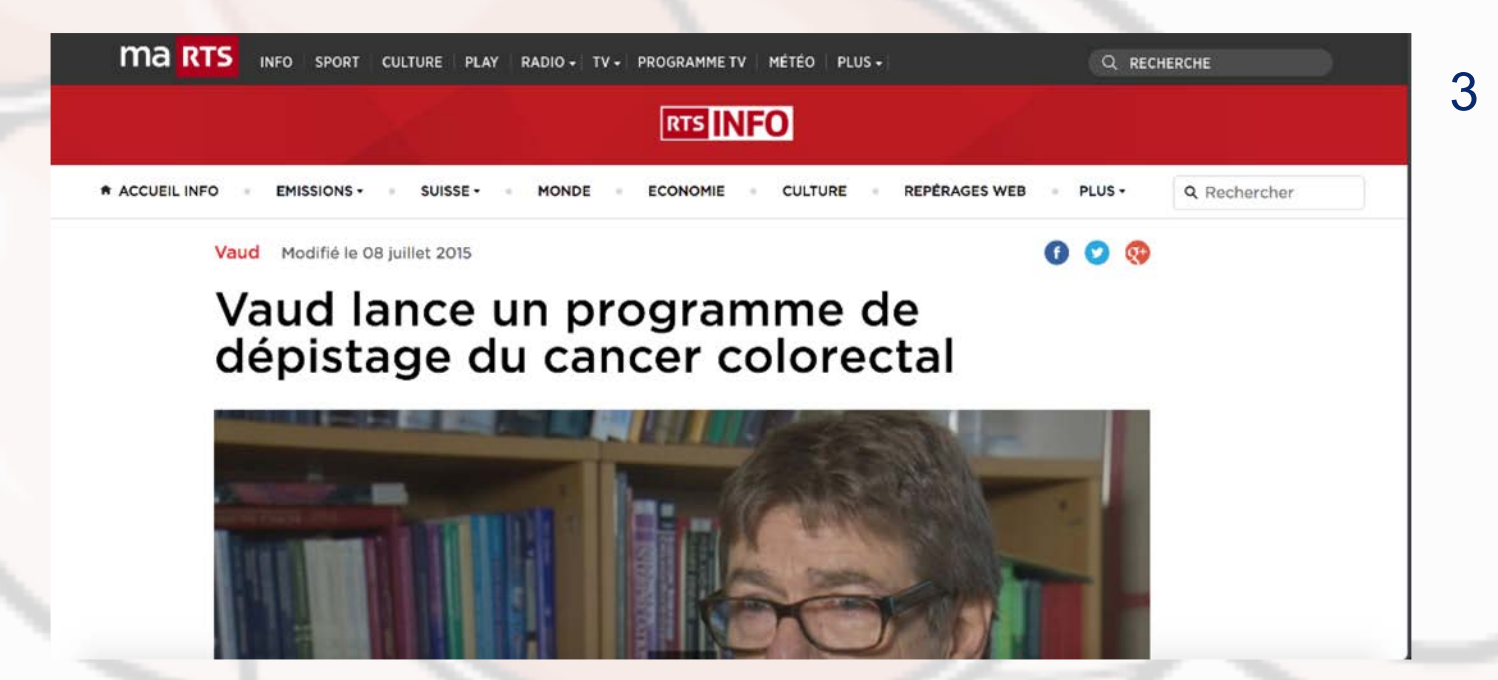 ma RTS INFO SPORT CULTURE PLAY RADIO TV PROGRAMME TV MÉTÉO PLUS RECHERCHE
3
RTS INFO
ACCUEIL INFO EMISSIONS SUISSE MONDE ECONOMIE CULTURE REPÉRAGES WEB PLUS Rechercher
Vaud Modifié le 08 juillet 2015
f g+
Vaud lance un programme de
dépistage du cancer colorectal